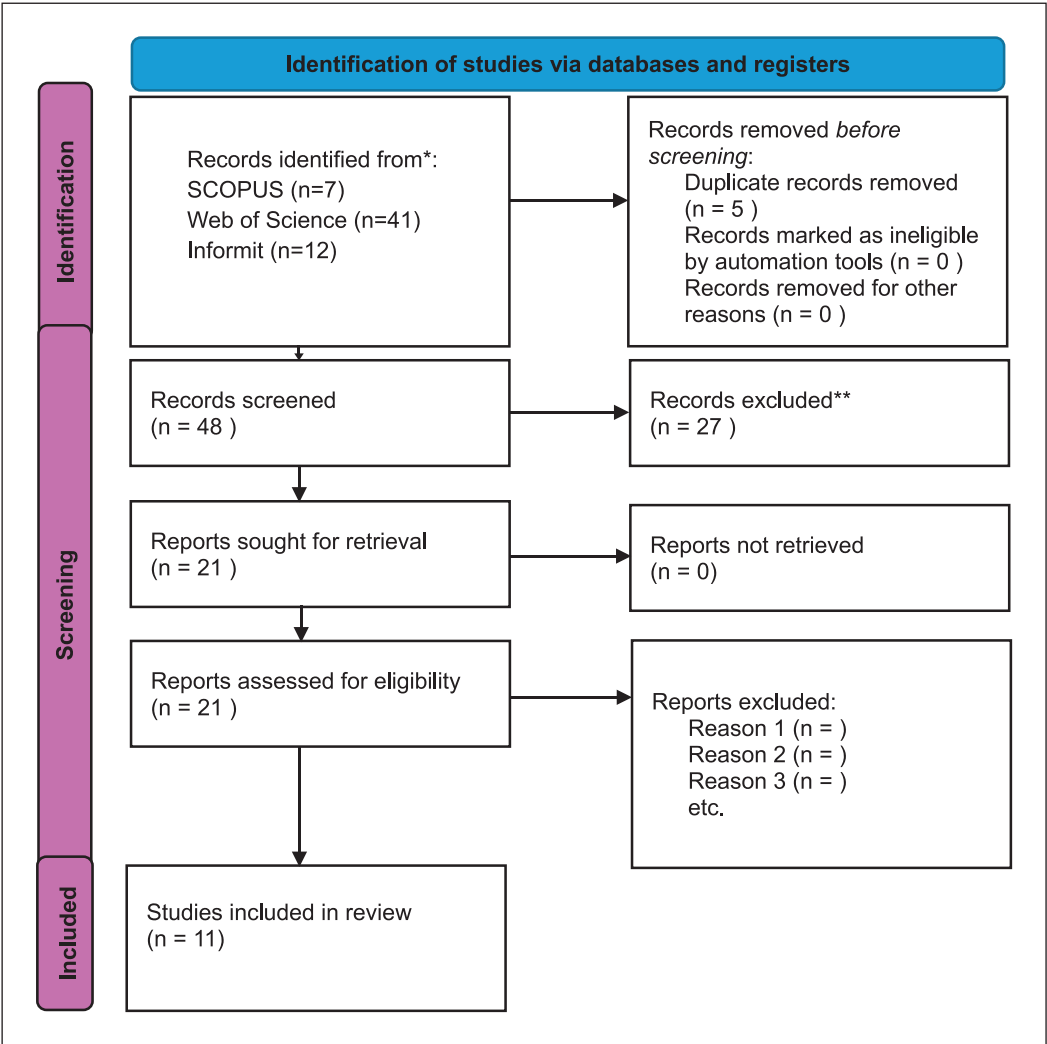 Identification of studies via databases and registers
Identification
Records identified from*:
SCOPUS (n=7)
Web of Science (n=41)
Informit (n=12)
Records removed before
screening:
Duplicate records removed
(n = 5 )
Records marked as ineligible
by automation tools (n = 0 )
Records removed for other
reasons (n = 0 )
Screening
Records screened
(n = 48 )
Records excluded**
(n = 27 )
Reports sought for retrieval
(n = 21 )
Reports not retrieved
(n = 0)
Reports assessed for eligibility
(n = 21 )
Reports excluded:
Reason 1 (n = )
Reason 2 (n = )
Reason 3 (n = )
etc.
Included
Studies included in review
(n = 11)